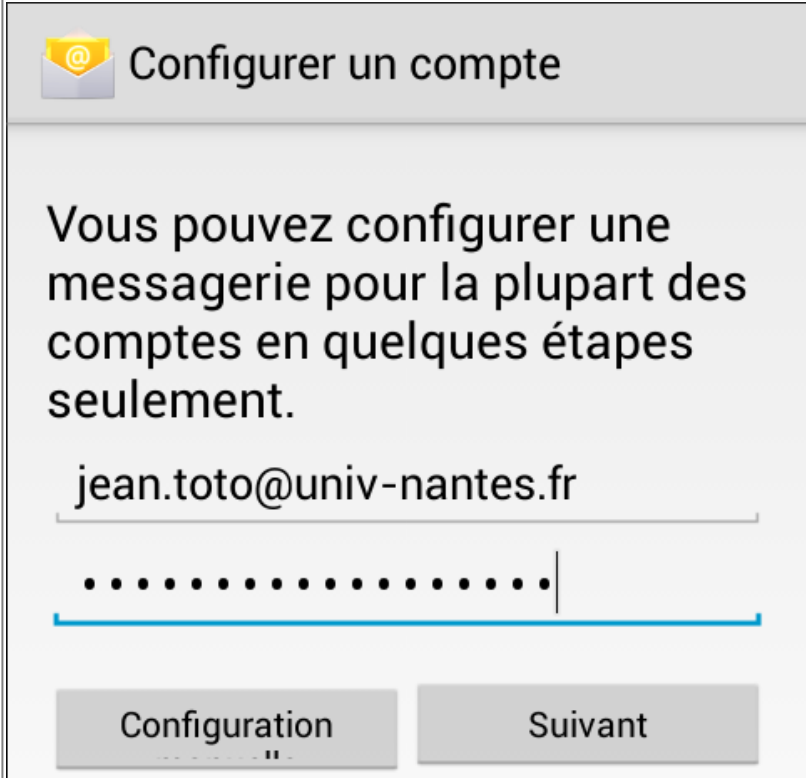 Configurer un compte
Vous pouvez configurer une
messagerie pour la plupart des
comptes en quelques étapes
seulement.
jean.toto@univ-nantes.fr
••••••••••••••••••
Configuration
Suivant